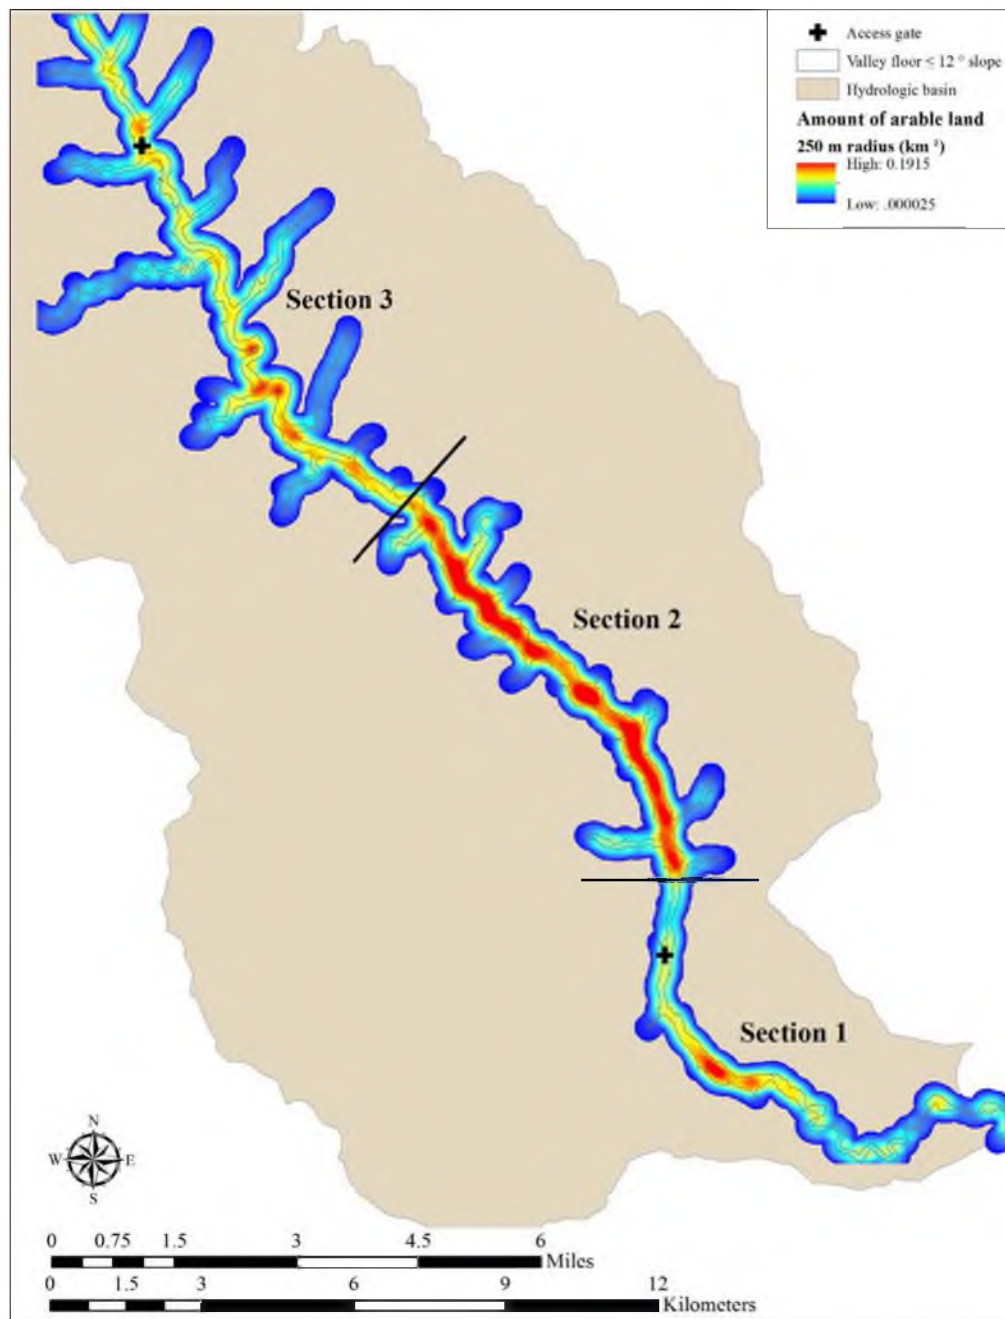 Access gate
Valley floor ≤ 12 ° slope
Hydrologic basin
Amount of arable land
250 m radius (km ²)
High: 0.1915
Low: .000025
Section 3
Section 2
Section 1
N
W E
S
0 0.75 1.5 3 4.5 6
Miles
0 1.5 3 6 9 12
Kilometers